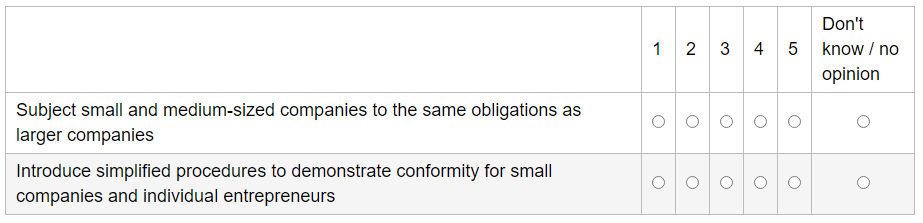 1 2 3 4 5 Don't know / no opinion
Subject small and medium-sized companies to the same obligations as
larger companies
Introduce simplified procedures to demonstrate conformity for small
companies and individual entrepreneurs